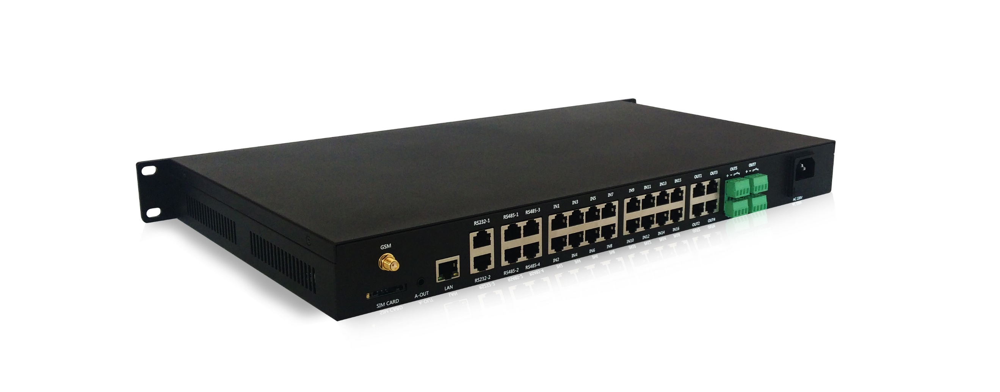 GSM
SIM CARD
A-OUT
LAN
RS232-1
RS232-2
RS485-1 RS485-3
RS485-2 RS485-4
IN1 IN3 IN5 IN7
IN2 IN4 IN6 IN8
IN9 IN11 IN13 IN15
IN10 IN12 IN14 IN16
OUT1 OUT3
OUT2 OUT4
OUT5 OUT7
+ - + -
AC 220V